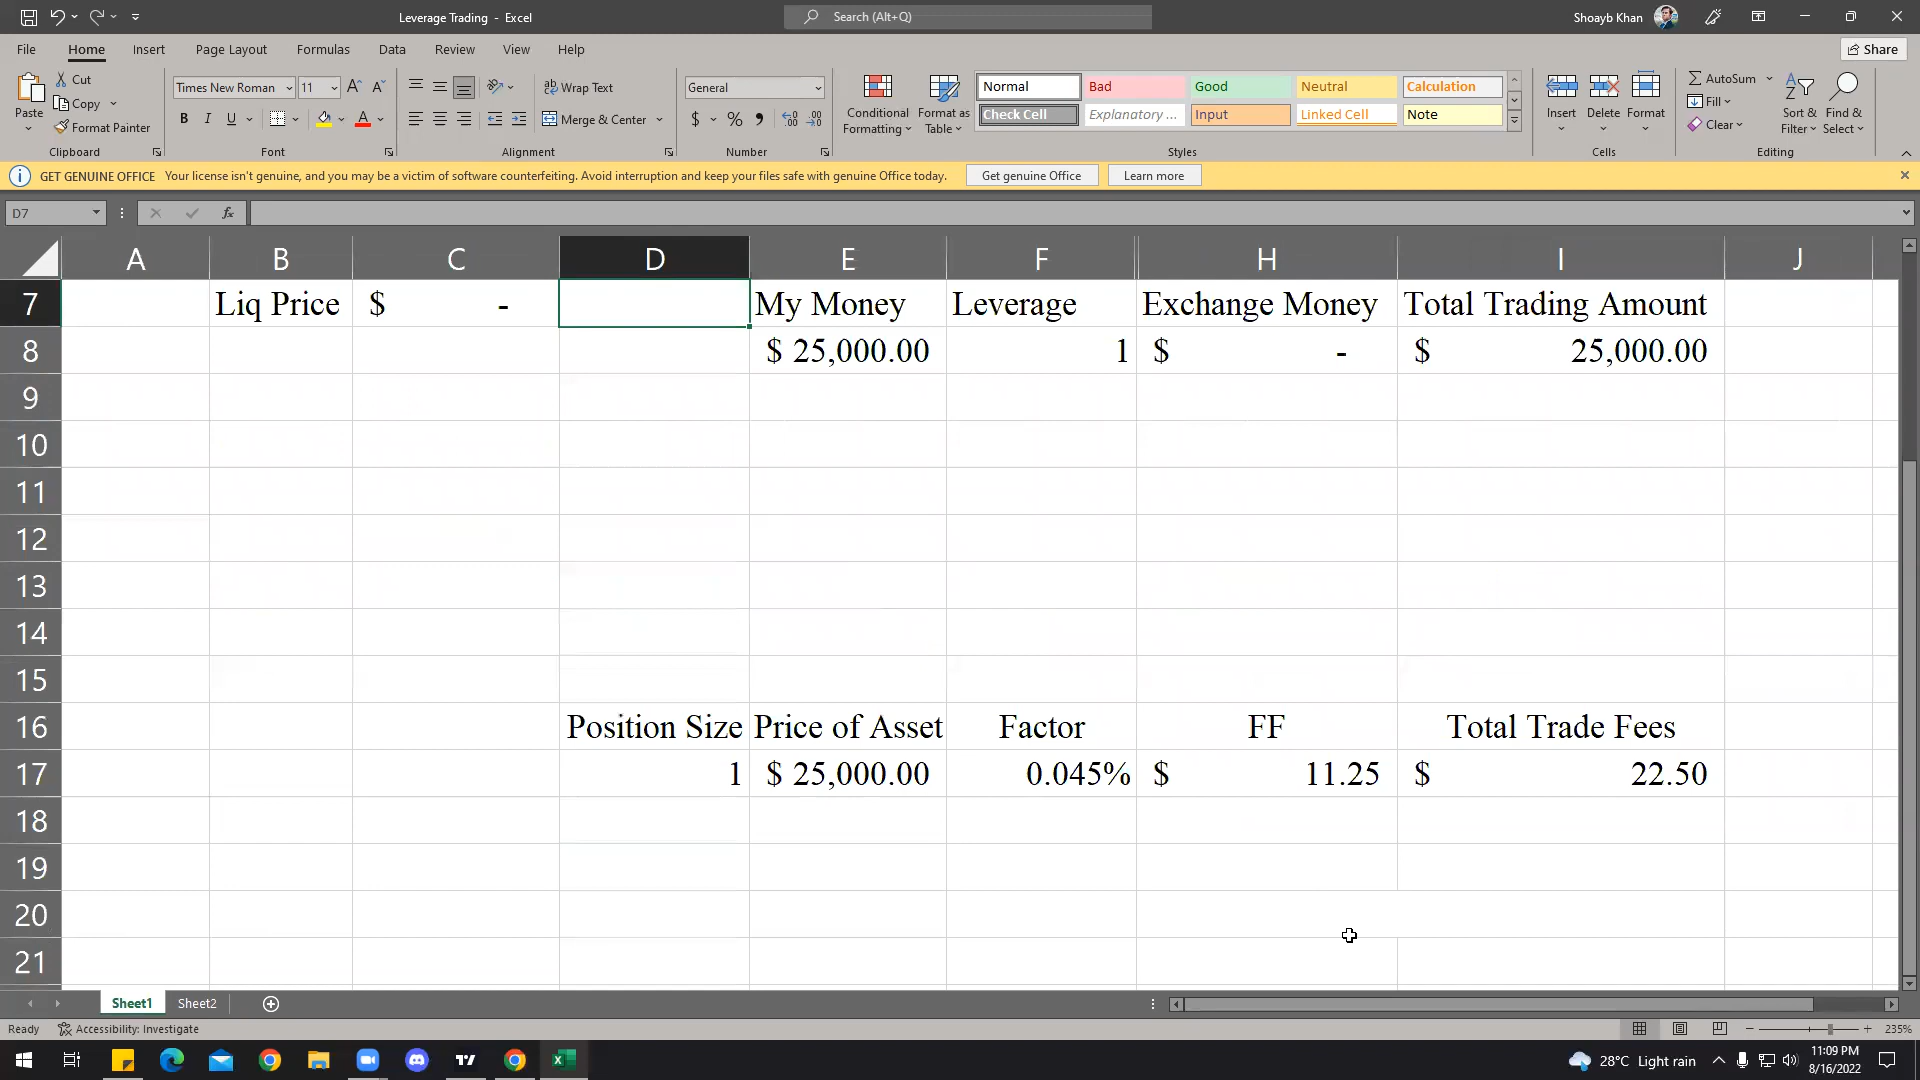 Leverage Trading - Excel
Search (Alt+Q)
Shoayb Khan
File Home Insert Page Layout Formulas Data Review View Help
Share
Paste
Cut
Copy
Format Painter
Clipboard
Times New Roman 11
B I U
Font
Wrap Text
Merge & Center
Alignment
General
$ % 9
Number
Conditional Formatting
Format as Table
Normal Bad Good Neutral Calculation
Check Cell Explanatory ... Input Linked Cell Note
Styles
Insert Delete Format
Cells
AutoSum
Fill
Clear
Sort & Filter
Find & Select
Editing
GET GENUINE OFFICE Your license isn't genuine, and you may be a victim of software counterfeiting. Avoid interruption and keep your files safe with genuine Office today. Get genuine Office Learn more
D7 fx
A B C D E F H I J
7 Liq Price $ - My Money Leverage Exchange Money Total Trading Amount
8 $ 25,000.00 1 $ - $ 25,000.00
9
10
11
12
13
14
15
16 Position Size Price of Asset Factor FF Total Trade Fees
17 1 $ 25,000.00 0.045% $ 11.25 $ 22.50
18
19
20
21
Sheet1 Sheet2
Ready Accessibility: Investigate 235%
28°C Light rain 11:09 PM
8/16/2022